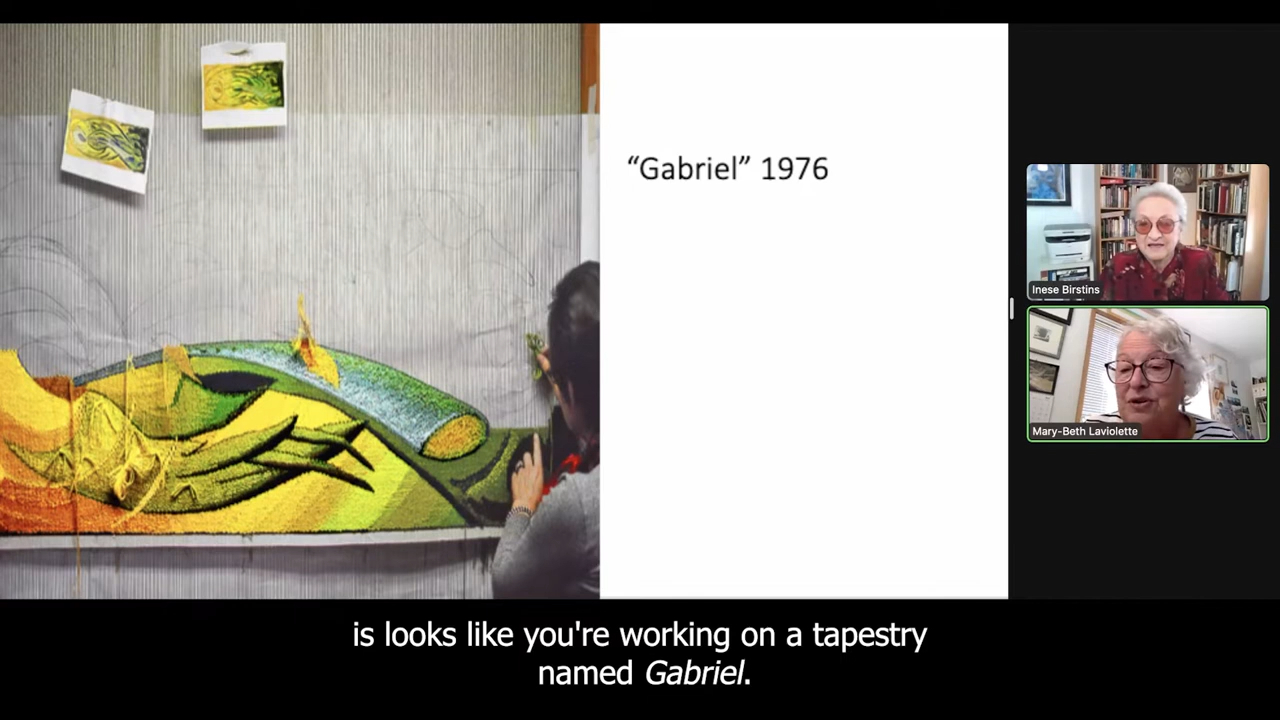 “Gabriel” 1976
Inese Birstins
Mary-Beth Laviolette
is looks like you're working on a tapestry
named Gabriel.